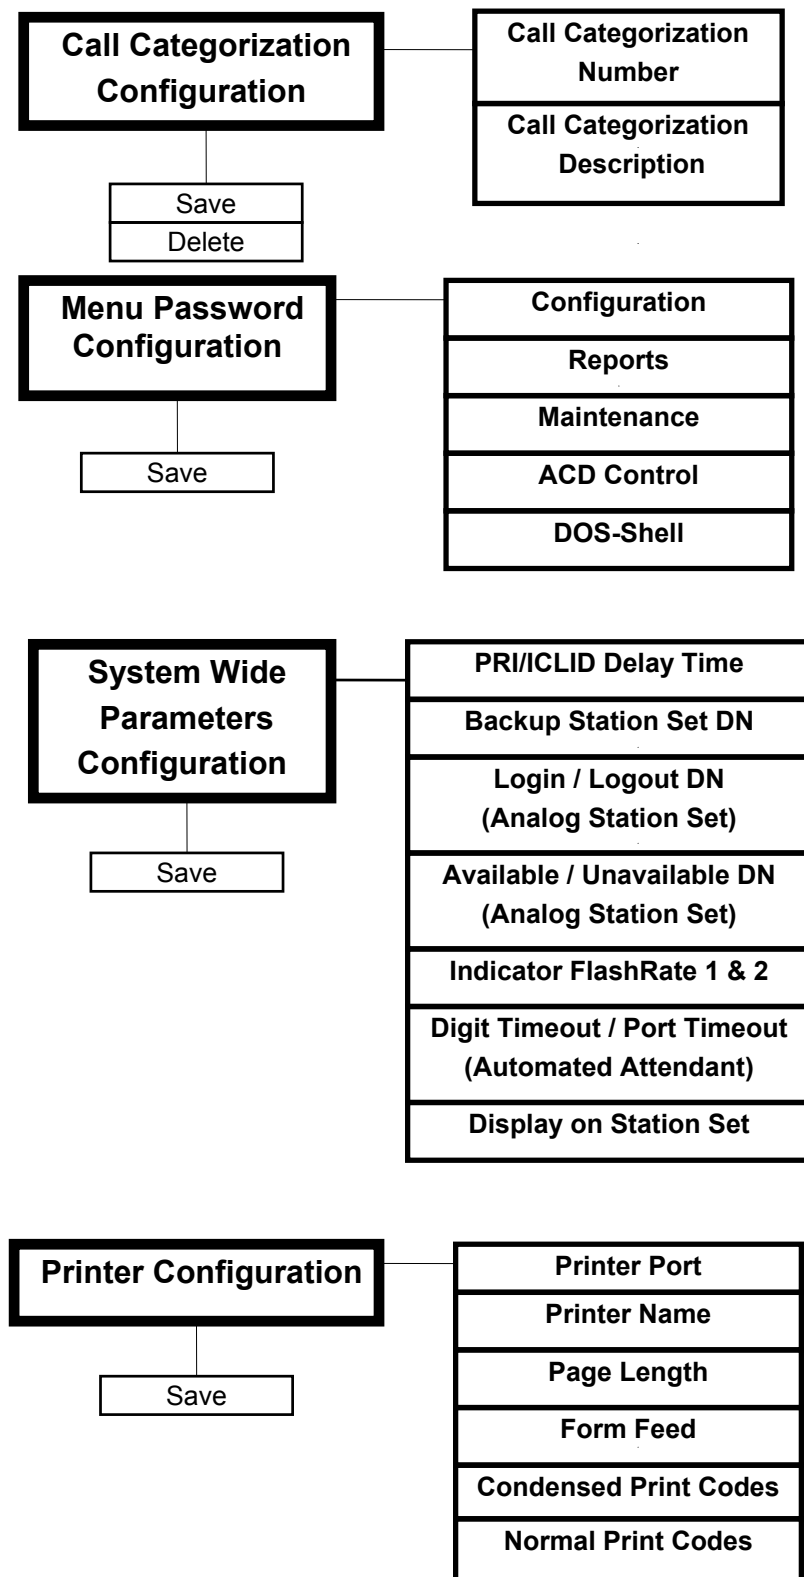 Call Categorization
Configuration
Call Categorization
Number
Call Categorization
Description
Save
Delete
Menu Password
Configuration
Configuration
Reports
Maintenance
ACD Control
DOS-Shell
Save
System Wide
Parameters
Configuration
PRI/ICLID Delay Time
Backup Station Set DN
Login / Logout DN
(Analog Station Set)
Available / Unavailable DN
(Analog Station Set)
Indicator FlashRate 1 & 2
Digit Timeout / Port Timeout
(Automated Attendant)
Display on Station Set
Save
Printer Configuration
Printer Port
Printer Name
Page Length
Form Feed
Condensed Print Codes
Normal Print Codes
Save